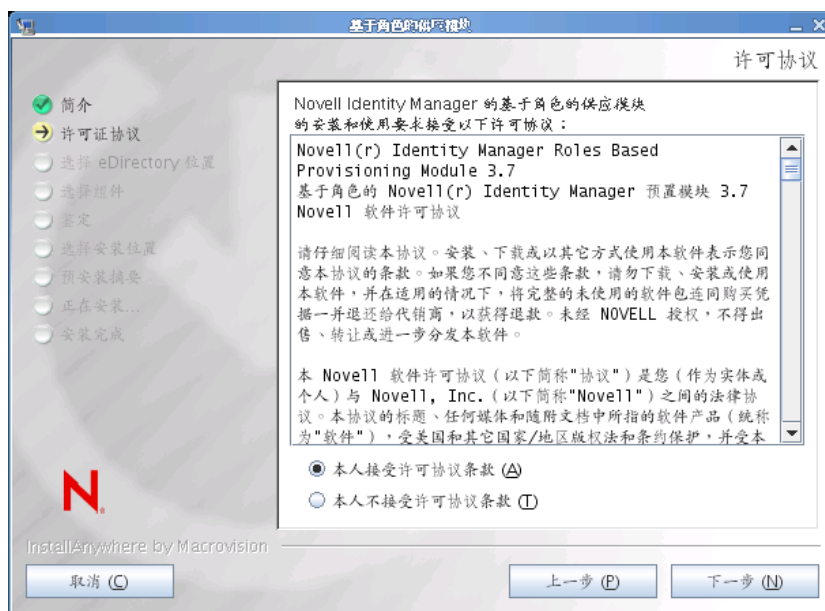 基于角色的供应模块
许可协议
简介
许可证协议
选择 eDirectory 位置
选择组件
鉴定
选择安装位置
预安装摘要
正在安装...
安装完成
Novell Identity Manager 的基于角色的供应模块
的安装和使用要求接受以下许可协议：
Novell(r) Identity Manager Roles Based
Provisioning Module 3.7
基于角色的 Novell(r) Identity Manager 预置模块 3.7
Novell 软件许可协议
请仔细阅读本协议。安装、下载或以其它方式使用本软件表示您同
意本协议的条款。如果您不同意这些条款，请勿下载、安装或使用
本软件，并在适用的情况下，将完整的未使用的软件包连同购买凭
据一并退还给代销商，以获得退款。未经 NOVELL 授权，不得出
售、转让或进一步分发本软件。
本 Novell 软件许可协议（以下简称"协议"）是您（作为实体或
个人）与 Novell, Inc.（以下简称"Novell"）之间的法律协
议。本协议的标题、任何媒体和随附文档中所指的软件产品（统称
为"软件"），受美国和其它国家/地区版权法和条约保护，并受本
本人接受许可协议条款 (A)
本人不接受许可协议条款 (T)
N®
InstallAnywhere by Macrovision
取消 (C)
上一步 (P)
下一步 (N)